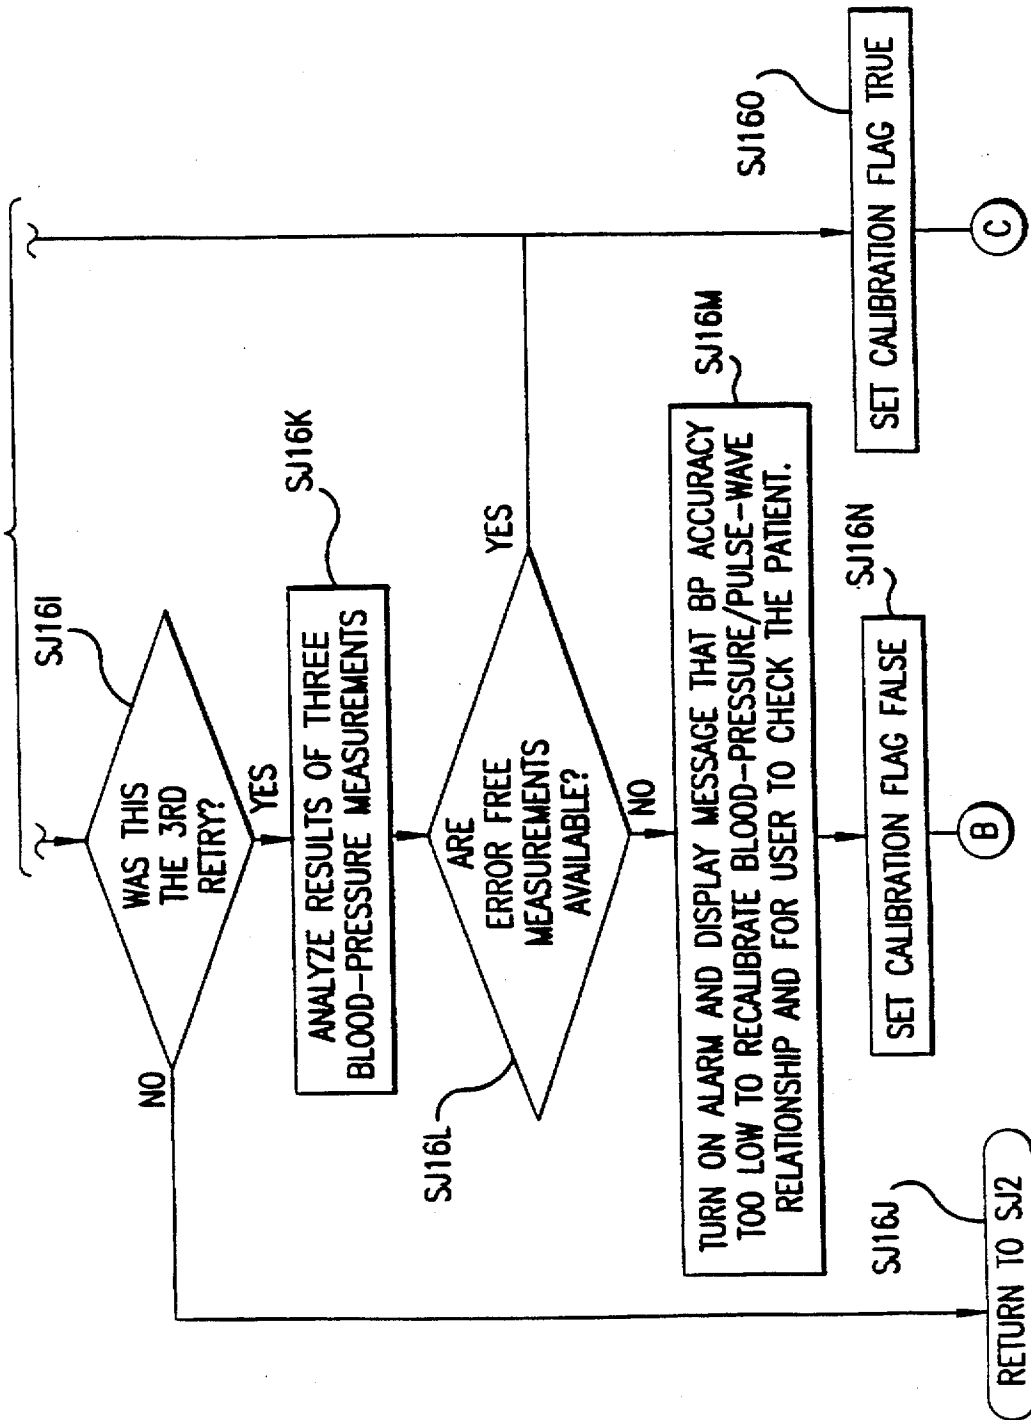 SJ16I
WAS THIS
THE 3RD
RETRY?
NO
YES
SJ16K
ANALYZE RESULTS OF THREE
BLOOD-PRESSURE MEASUREMENTS
SJ16L
ARE
ERROR FREE
MEASUREMENTS
AVAILABLE?
YES
NO
SJ16M
TURN ON ALARM AND DISPLAY MESSAGE THAT BP ACCURACY
TOO LOW TO RECALIBRATE BLOOD-PRESSURE/PULSE-WAVE
RELATIONSHIP AND FOR USER TO CHECK THE PATIENT.
SJ16J
RETURN TO SJ2
SJ16N
SET CALIBRATION FLAG FALSE
B
SJ16O
SET CALIBRATION FLAG TRUE
C